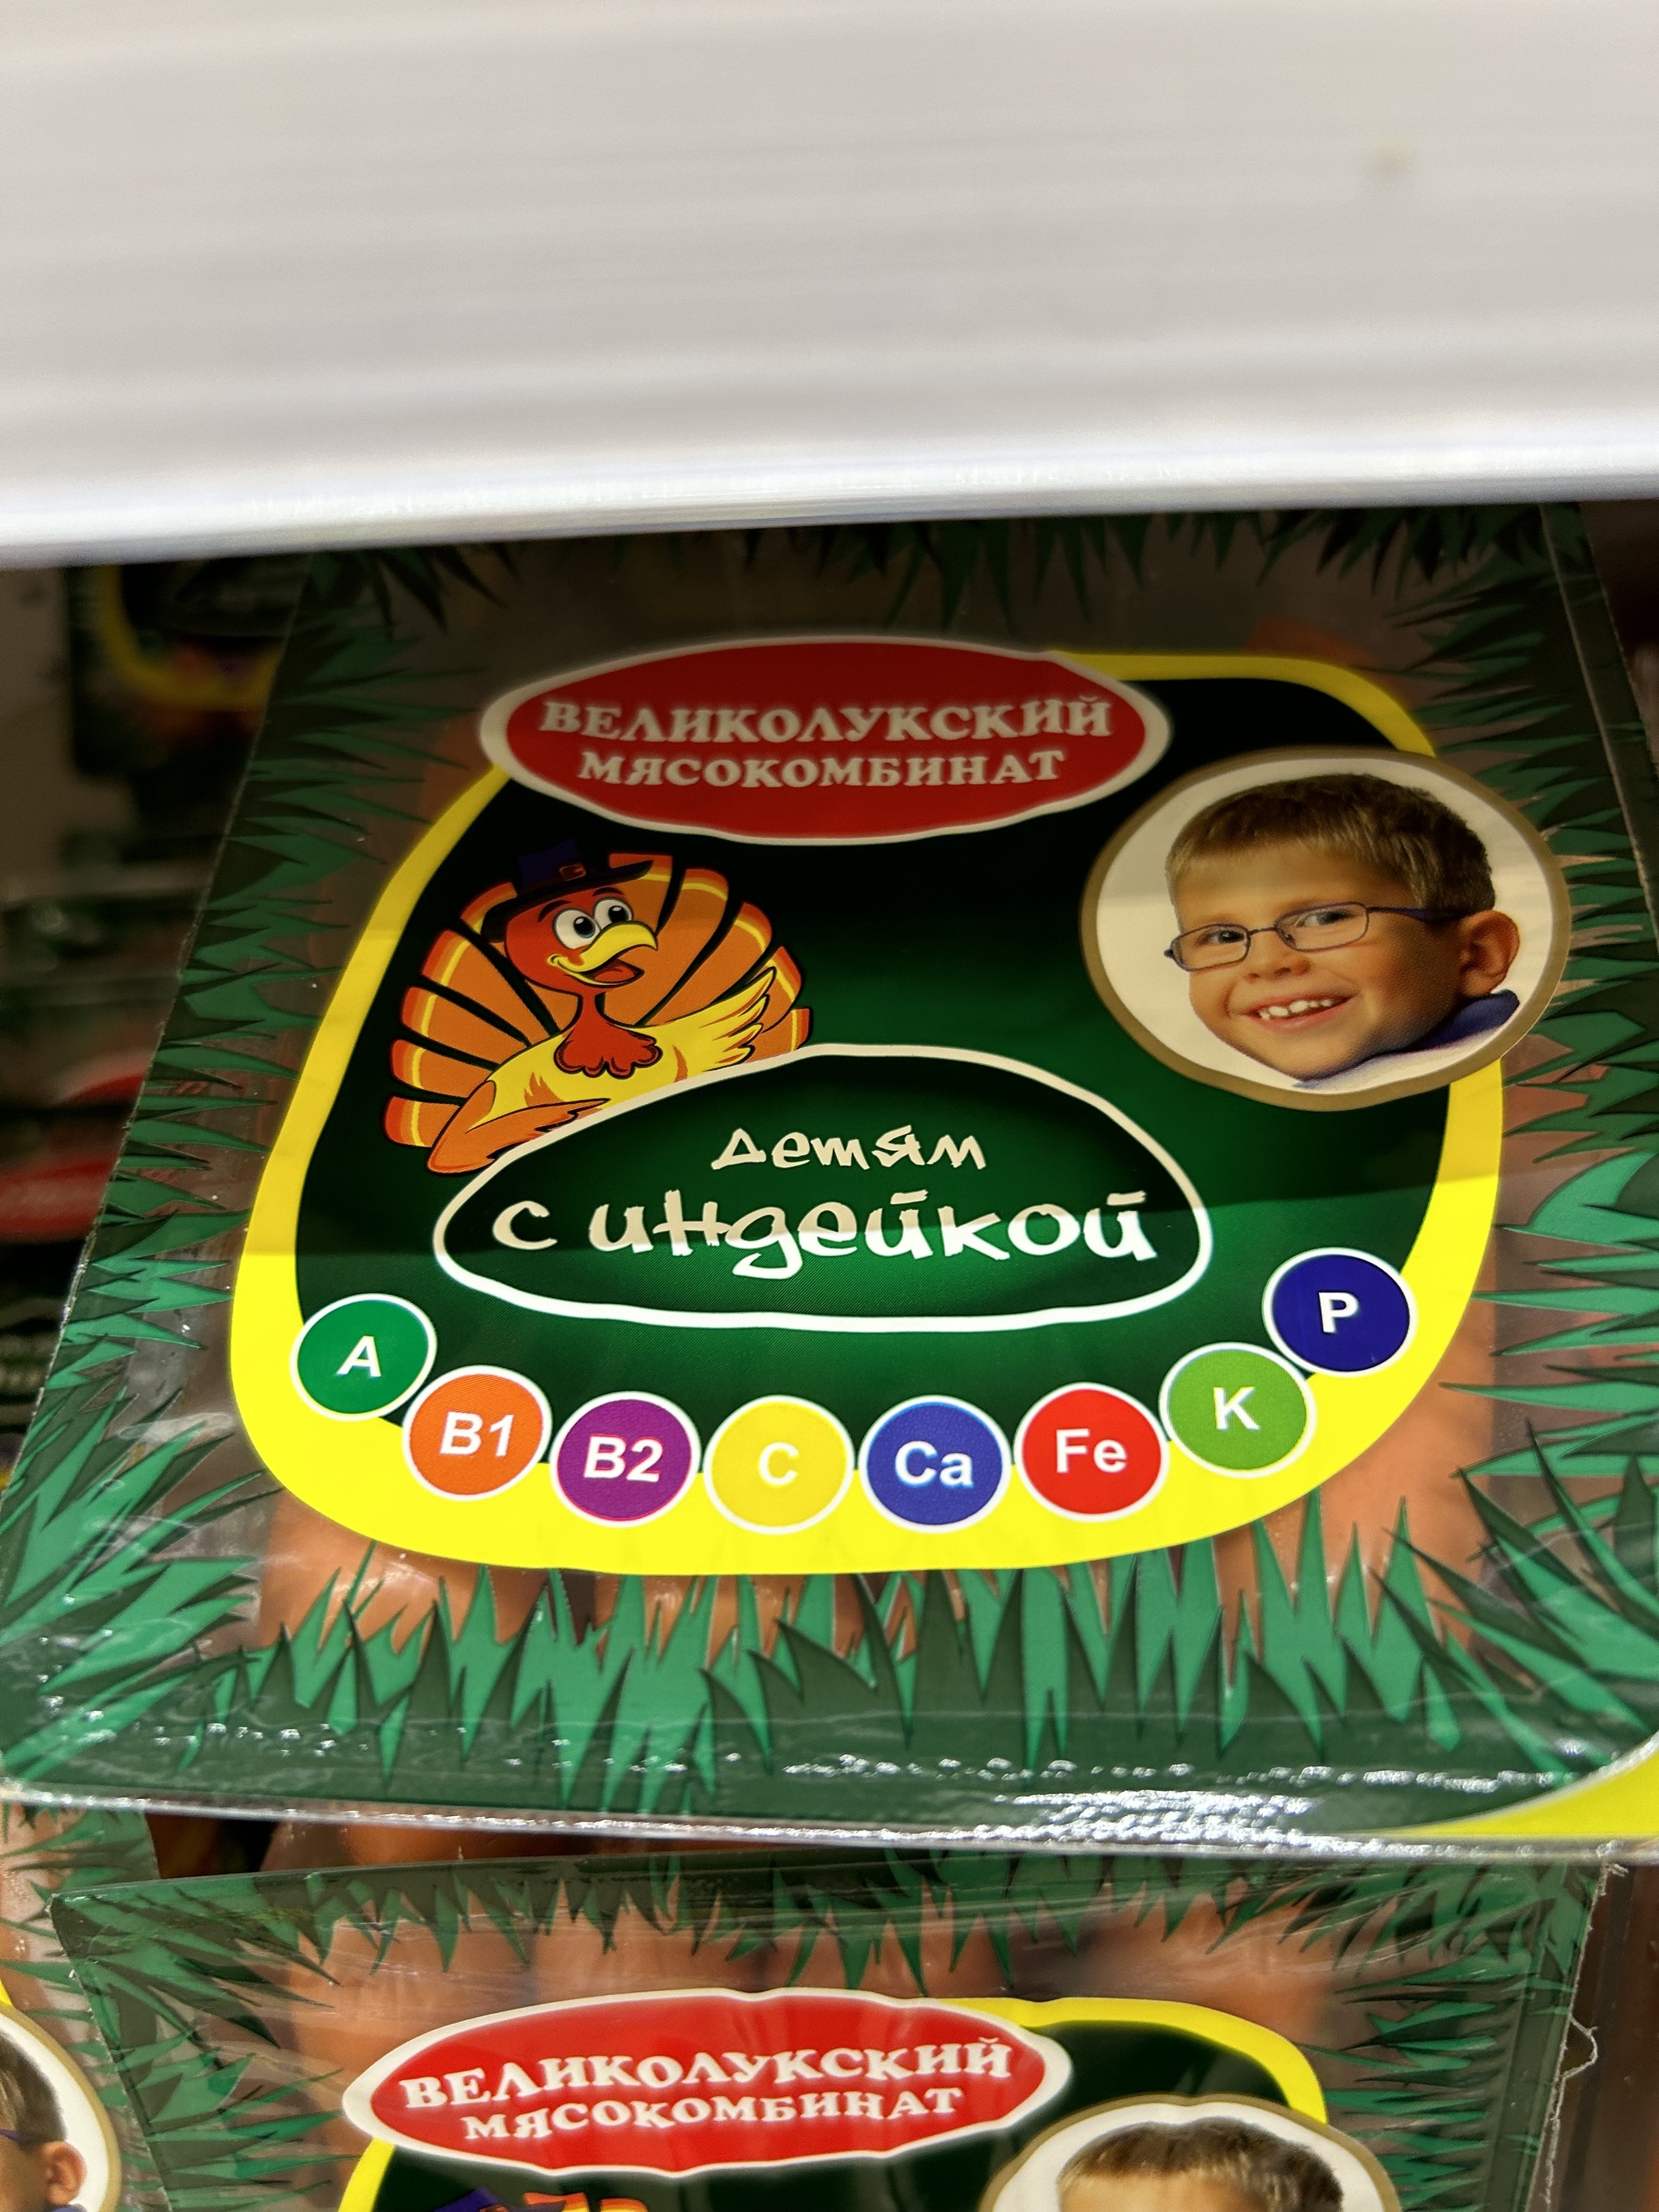 ВЕЛИКОЛУКСКИЙ
МЯСОКОМБИНАТ
детям
с индейкой
A
B1
B2
C
Ca
Fe
K
P
ВЕЛИКОЛУКСКИЙ
МЯСОКОМБИНАТ